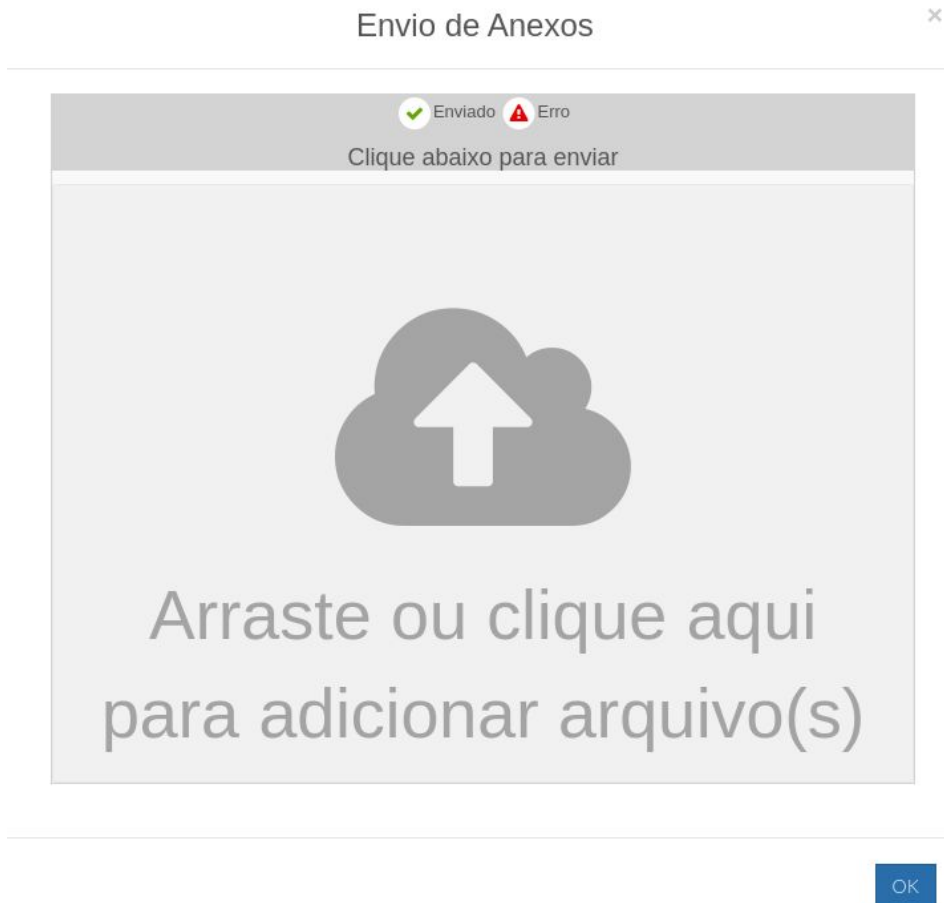 Envio de Anexos
×
Enviado Erro
Clique abaixo para enviar
Arraste ou clique aqui
para adicionar arquivo(s)
OK